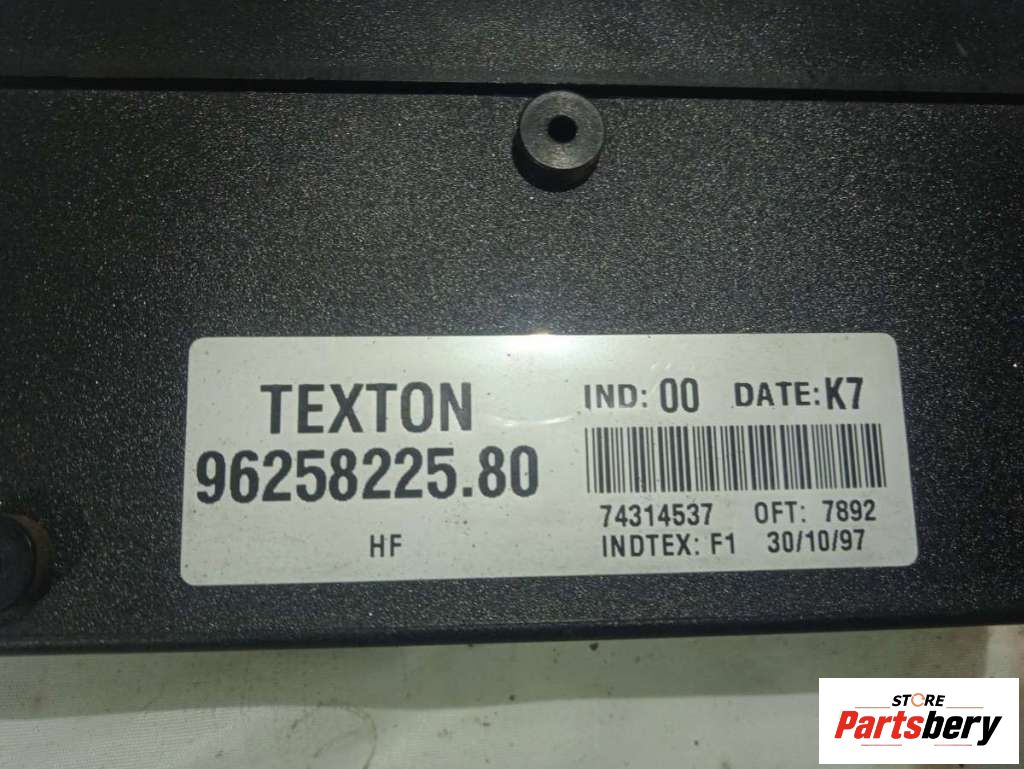 TEXTON
96258225.80
HF
IND: 00 DATE: K7
74314537 OFT: 7892
INDTEX: F1 30/10/97
STORE
Partsbery